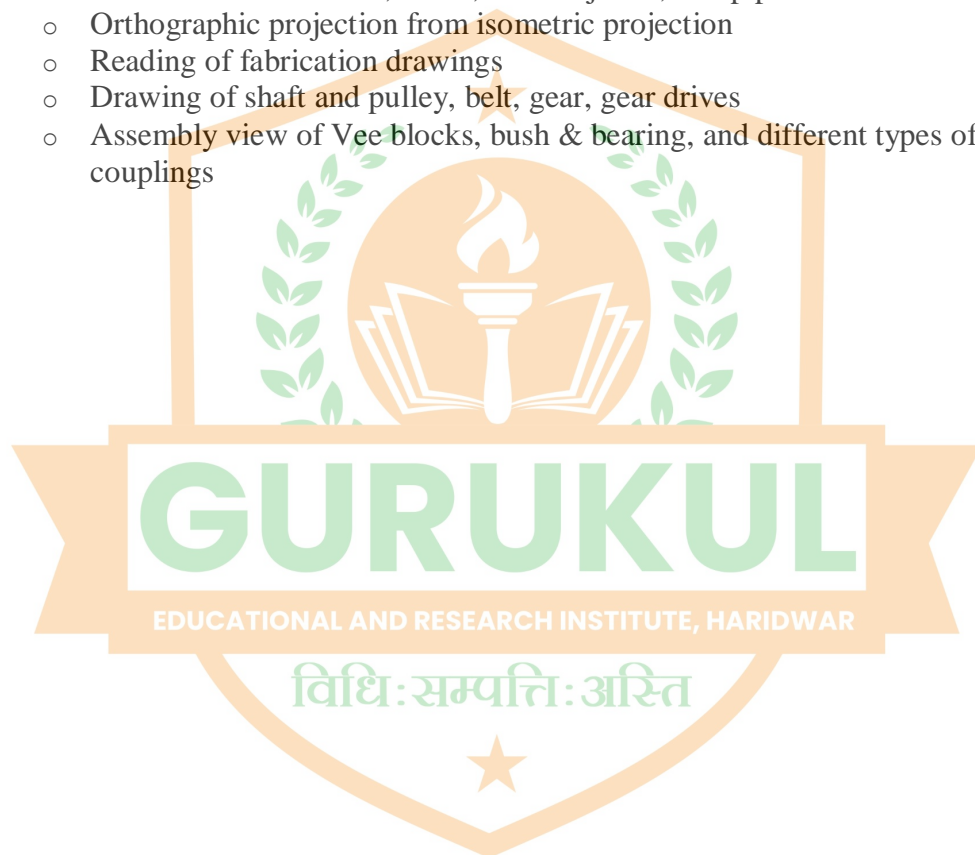 o Orthographic projection from isometric projection
o Reading of fabrication drawings
o Drawing of shaft and pulley, belt, gear, gear drives
o Assembly view of Vee blocks, bush & bearing, and different types of
couplings
GURUKUL
EDUCATIONAL AND RESEARCH INSTITUTE, HARIDWAR
विधि:सम्पत्ति:अस्ति